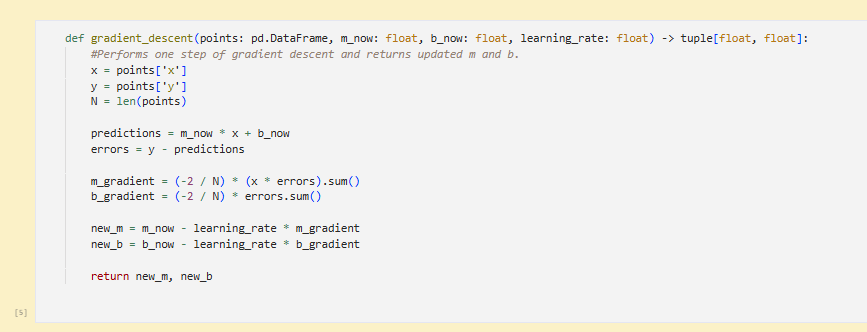 def gradient_descent(points: pd.DataFrame, m_now: float, b_now: float, learning_rate: float) -> tuple[float, float]:
    #Performs one step of gradient descent and returns updated m and b.
    x = points['x']
    y = points['y']
    N = len(points)

    predictions = m_now * x + b_now
    errors = y - predictions

    m_gradient = (-2 / N) * (x * errors).sum()
    b_gradient = (-2 / N) * errors.sum()

    new_m = m_now - learning_rate * m_gradient
    new_b = b_now - learning_rate * b_gradient

    return new_m, new_b
[5]